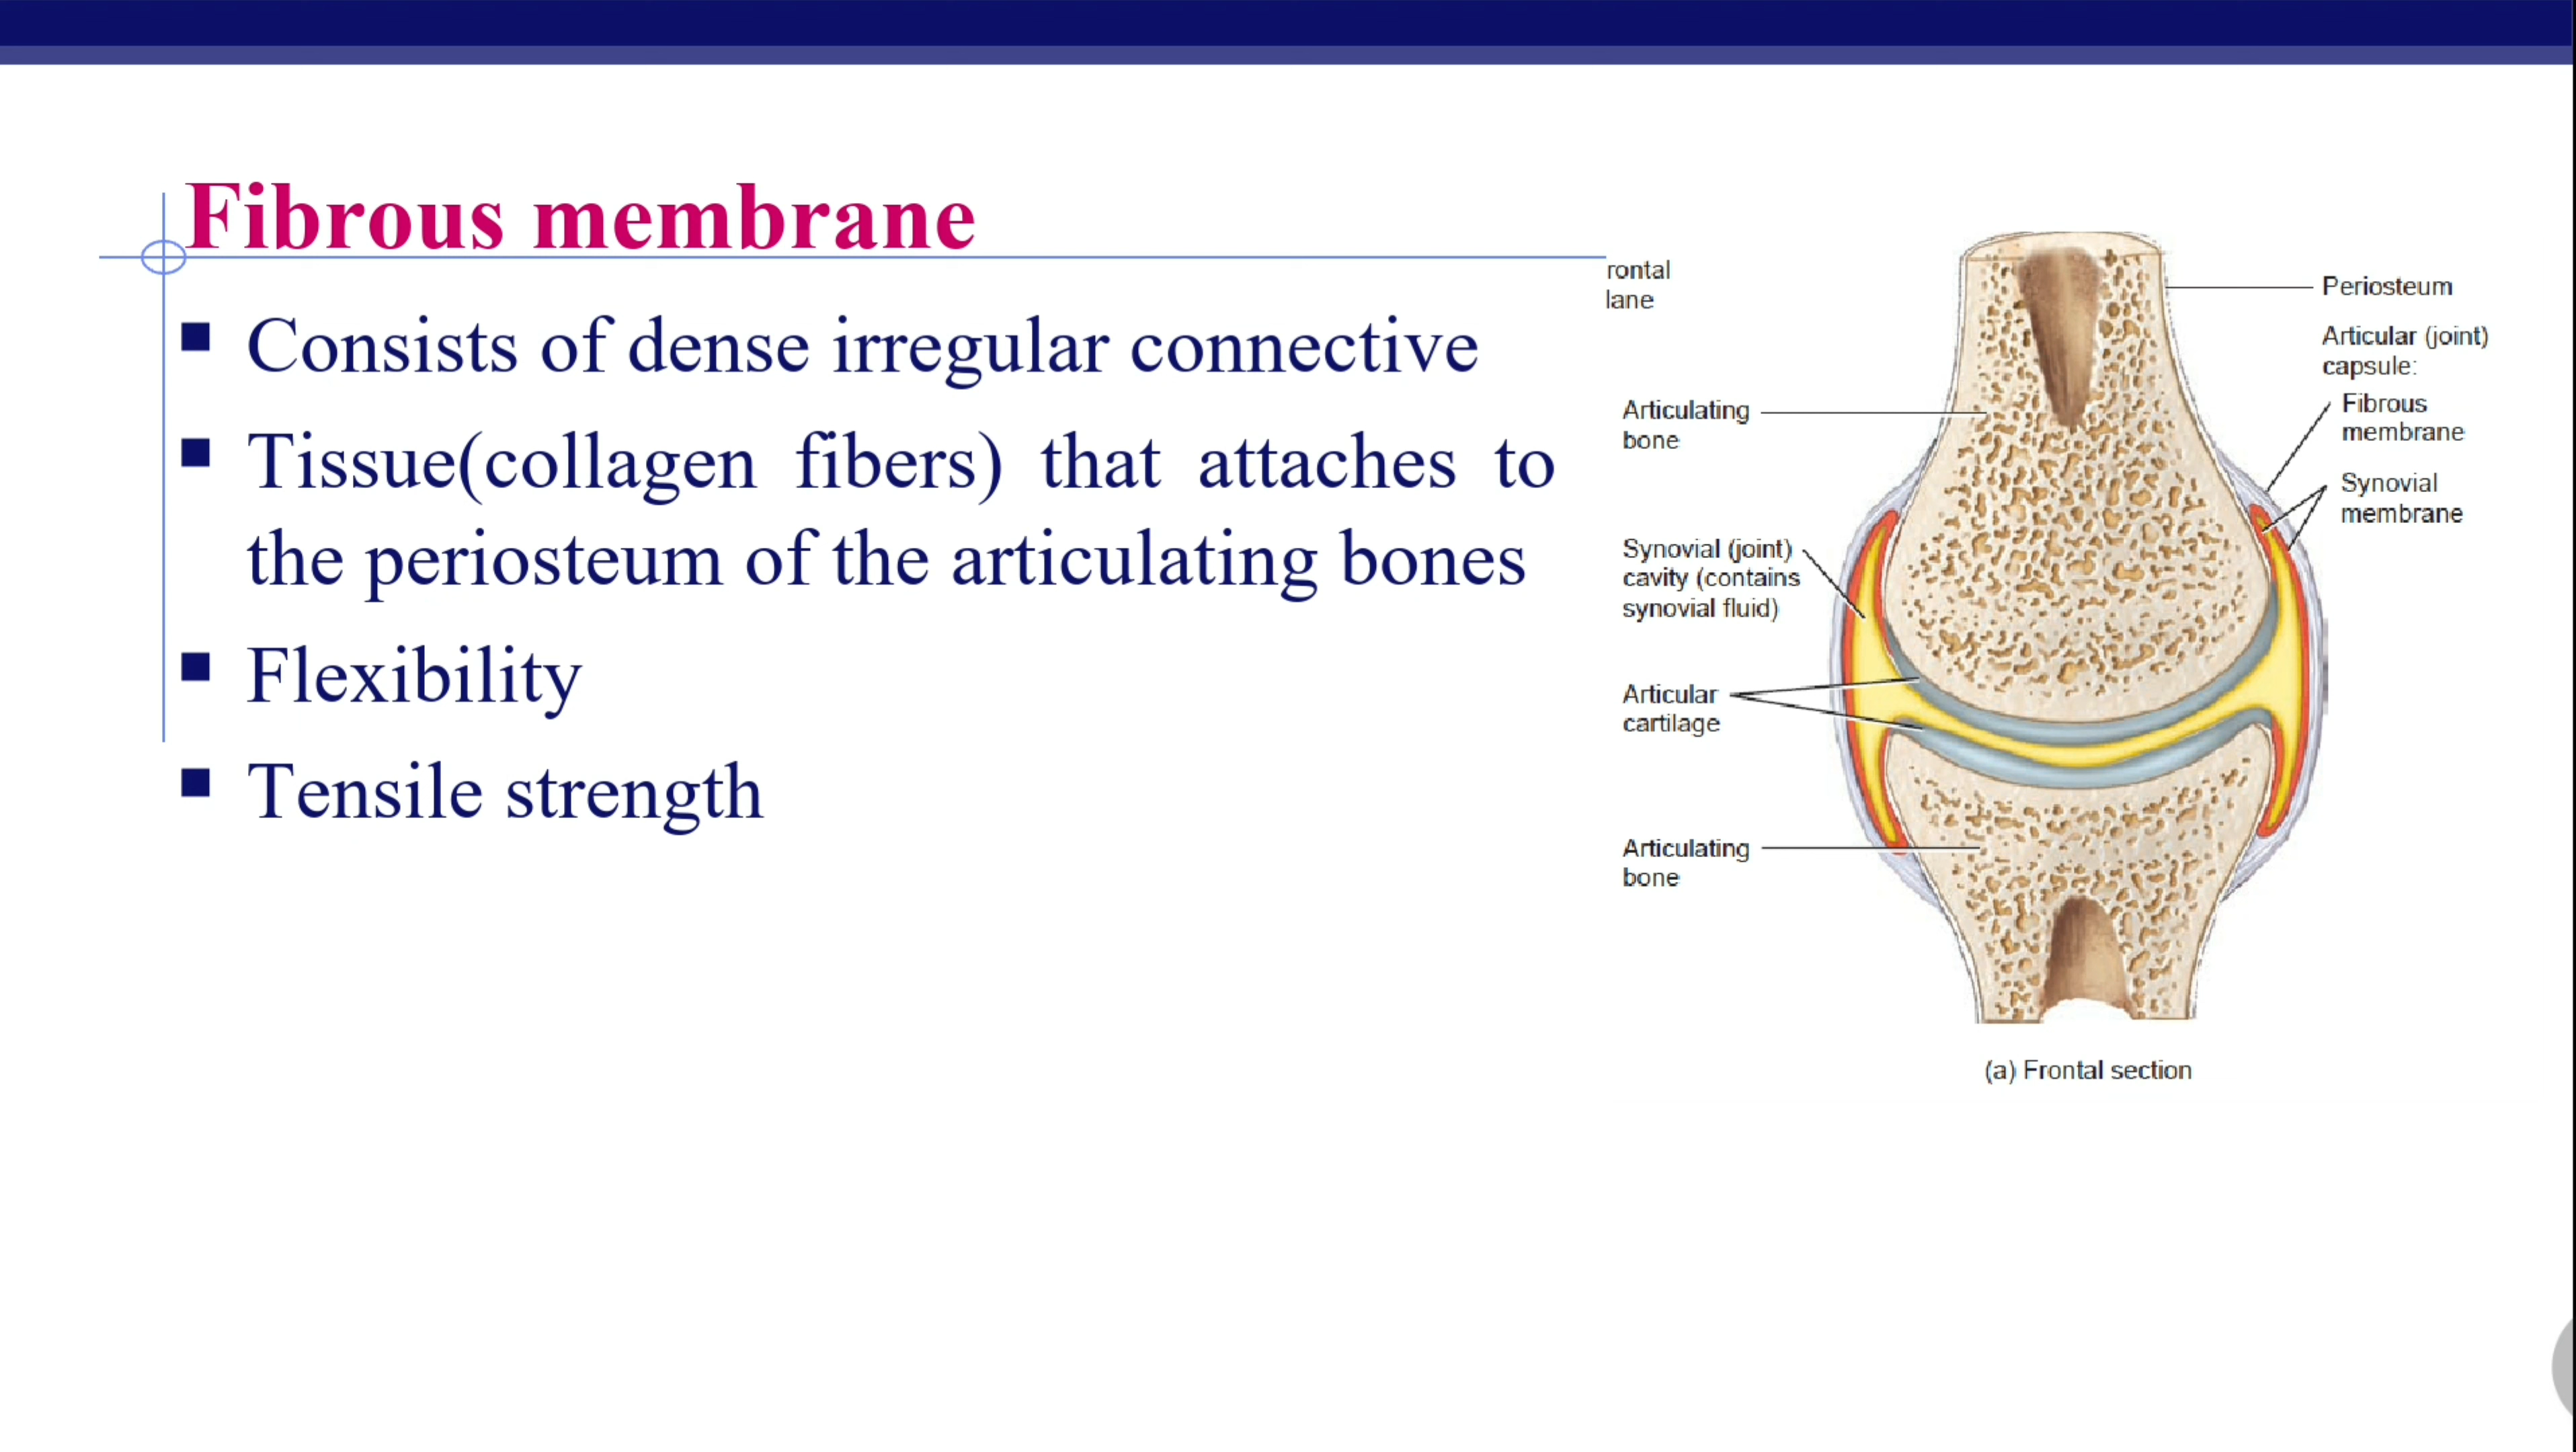 Fibrous membrane
Consists of dense irregular connective
Tissue(collagen fibers) that attaches to
the periosteum of the articulating bones
Flexibility
Tensile strength
rontal
lane
Articulating
bone
Synovial (joint)
cavity (contains
synovial fluid)
Articular
cartilage
Articulating
bone
Periosteum
Articular (joint)
capsule:
Fibrous
membrane
Synovial
membrane
(a) Frontal section